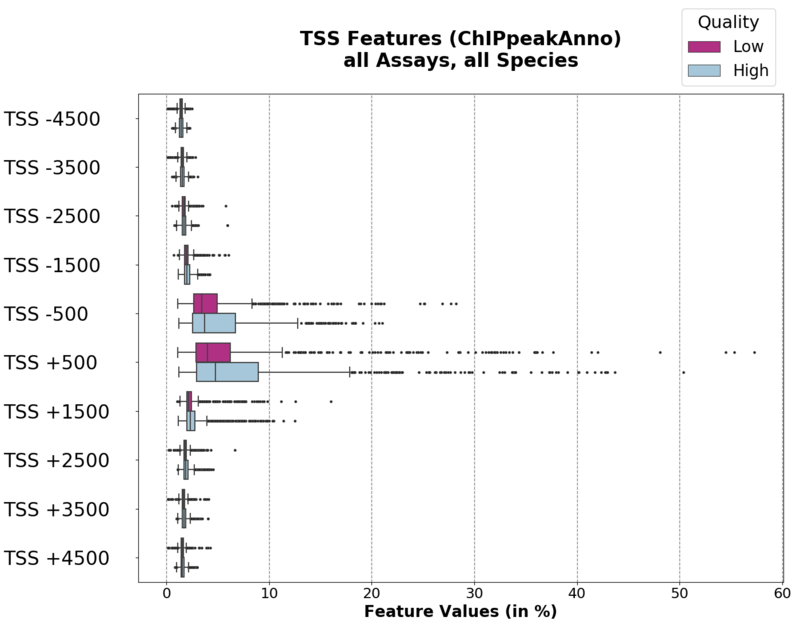 TSS Features (ChIPpeakAnno)
all Assays, all Species
Quality
Low
High
TSS -4500
TSS -3500
TSS -2500
TSS -1500
TSS -500
TSS +500
TSS +1500
TSS +2500
TSS +3500
TSS +4500
0 10 20 30 40 50 60
Feature Values (in %)